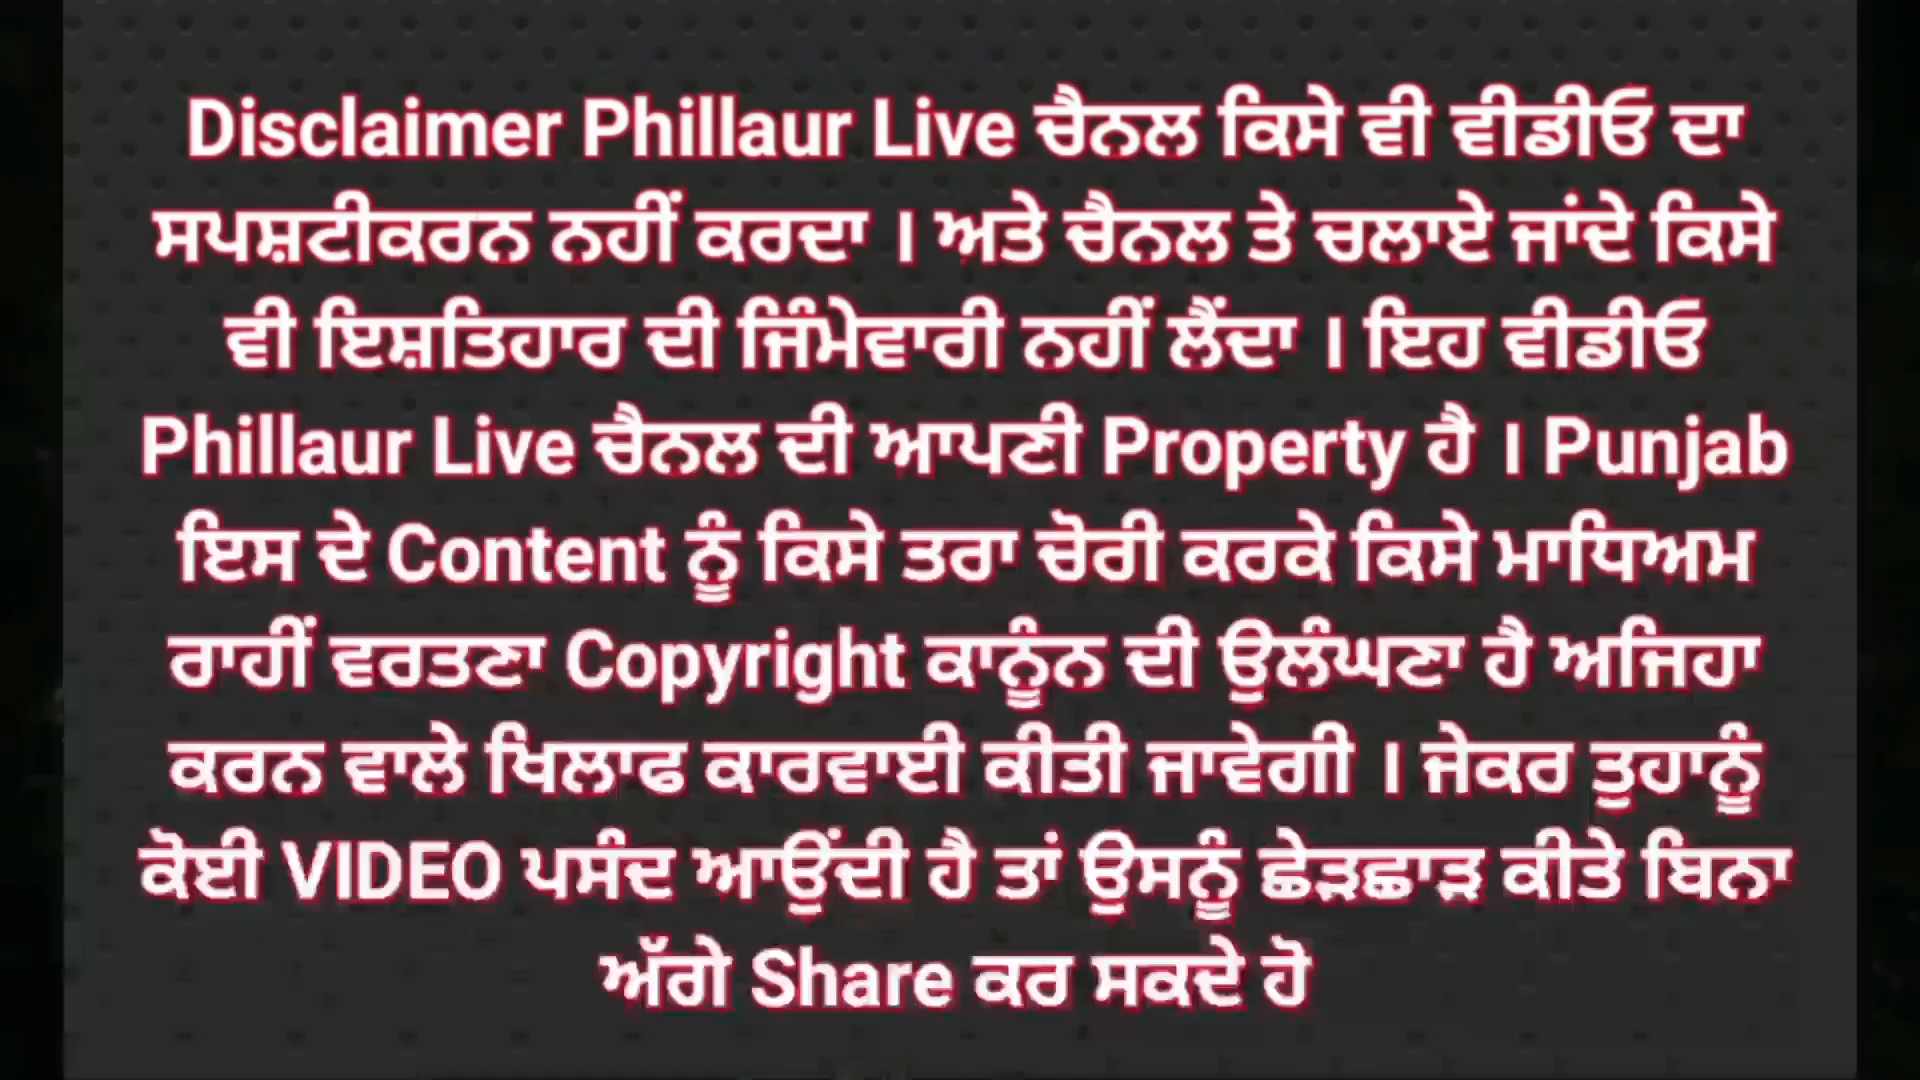 Disclaimer Phillaur Live ਚੈਨਲ ਕਿਸੇ ਵੀ ਵੀਡੀਓ ਦਾ
ਸਪਸ਼ਟੀਕਰਨ ਨਹੀਂ ਕਰਦਾ । ਅਤੇ ਚੈਨਲ ਤੇ ਚਲਾਏ ਜਾਂਦੇ ਕਿਸੇ
ਵੀ ਇਸ਼ਤਿਹਾਰ ਦੀ ਜਿੰਮੇਵਾਰੀ ਨਹੀਂ ਲੈਂਦਾ । ਇਹ ਵੀਡੀਓ
Phillaur Live ਚੈਨਲ ਦੀ ਆਪਣੀ Property ਹੈ । Punjab
ਇਸ ਦੇ Content ਨੂੰ ਕਿਸੇ ਤਰਾ ਚੋਰੀ ਕਰਕੇ ਕਿਸੇ ਮਾਧਿਅਮ
ਰਾਹੀਂ ਵਰਤਣਾ Copyright ਕਾਨੂੰਨ ਦੀ ਉਲੰਘਣਾ ਹੈ ਅਜਿਹਾ
ਕਰਨ ਵਾਲੇ ਖਿਲਾਫ ਕਾਰਵਾਈ ਕੀਤੀ ਜਾਵੇਗੀ । ਜੇਕਰ ਤੁਹਾਨੂੰ
ਕੋਈ VIDEO ਪਸੰਦ ਆਉਂਦੀ ਹੈ ਤਾਂ ਉਸਨੂੰ ਛੇੜਛਾੜ ਕੀਤੇ ਬਿਨਾ
ਅੱਗੇ Share ਕਰ ਸਕਦੇ ਹੋ